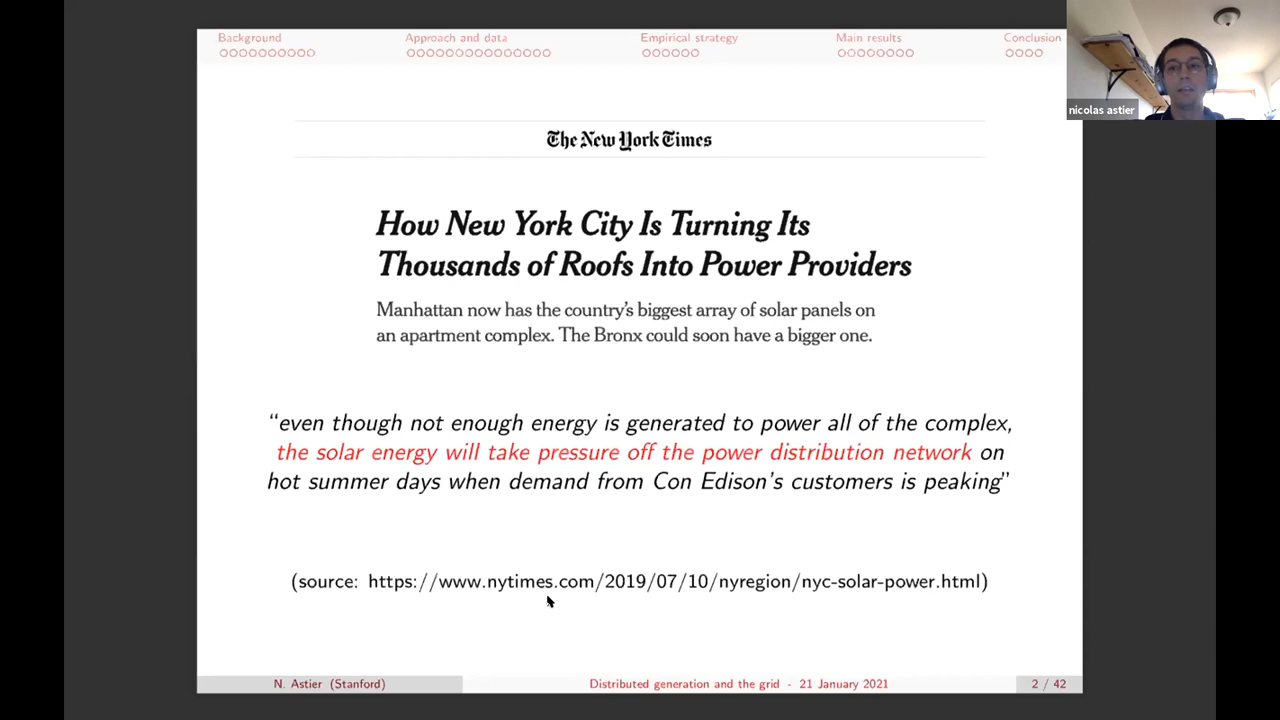 Background
Approach and data
Empirical strategy
Main results
Conclusion
nicolas astier
The New York Times
How New York City Is Turning Its
Thousands of Roofs Into Power Providers
Manhattan now has the country's biggest array of solar panels on
an apartment complex. The Bronx could soon have a bigger one.
“even though not enough energy is generated to power all of the complex,
the solar energy will take pressure off the power distribution network on
hot summer days when demand from Con Edison's customers is peaking”
(source: https://www.nytimes.com/2019/07/10/nyregion/nyc-solar-power.html)
N. Astier (Stanford)
Distributed generation and the grid - 21 January 2021
2 / 42